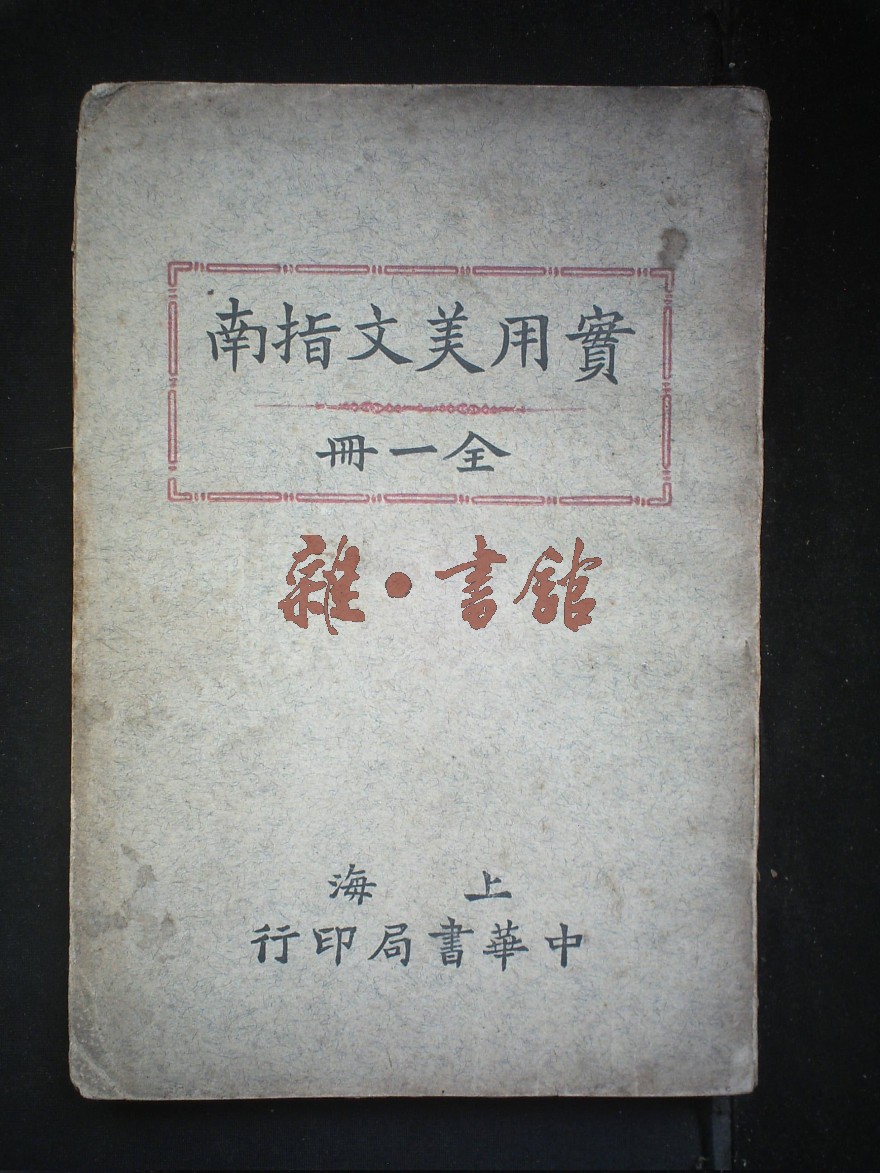 實用美文指南
全一冊
雜·書館
上海
中華書局印行